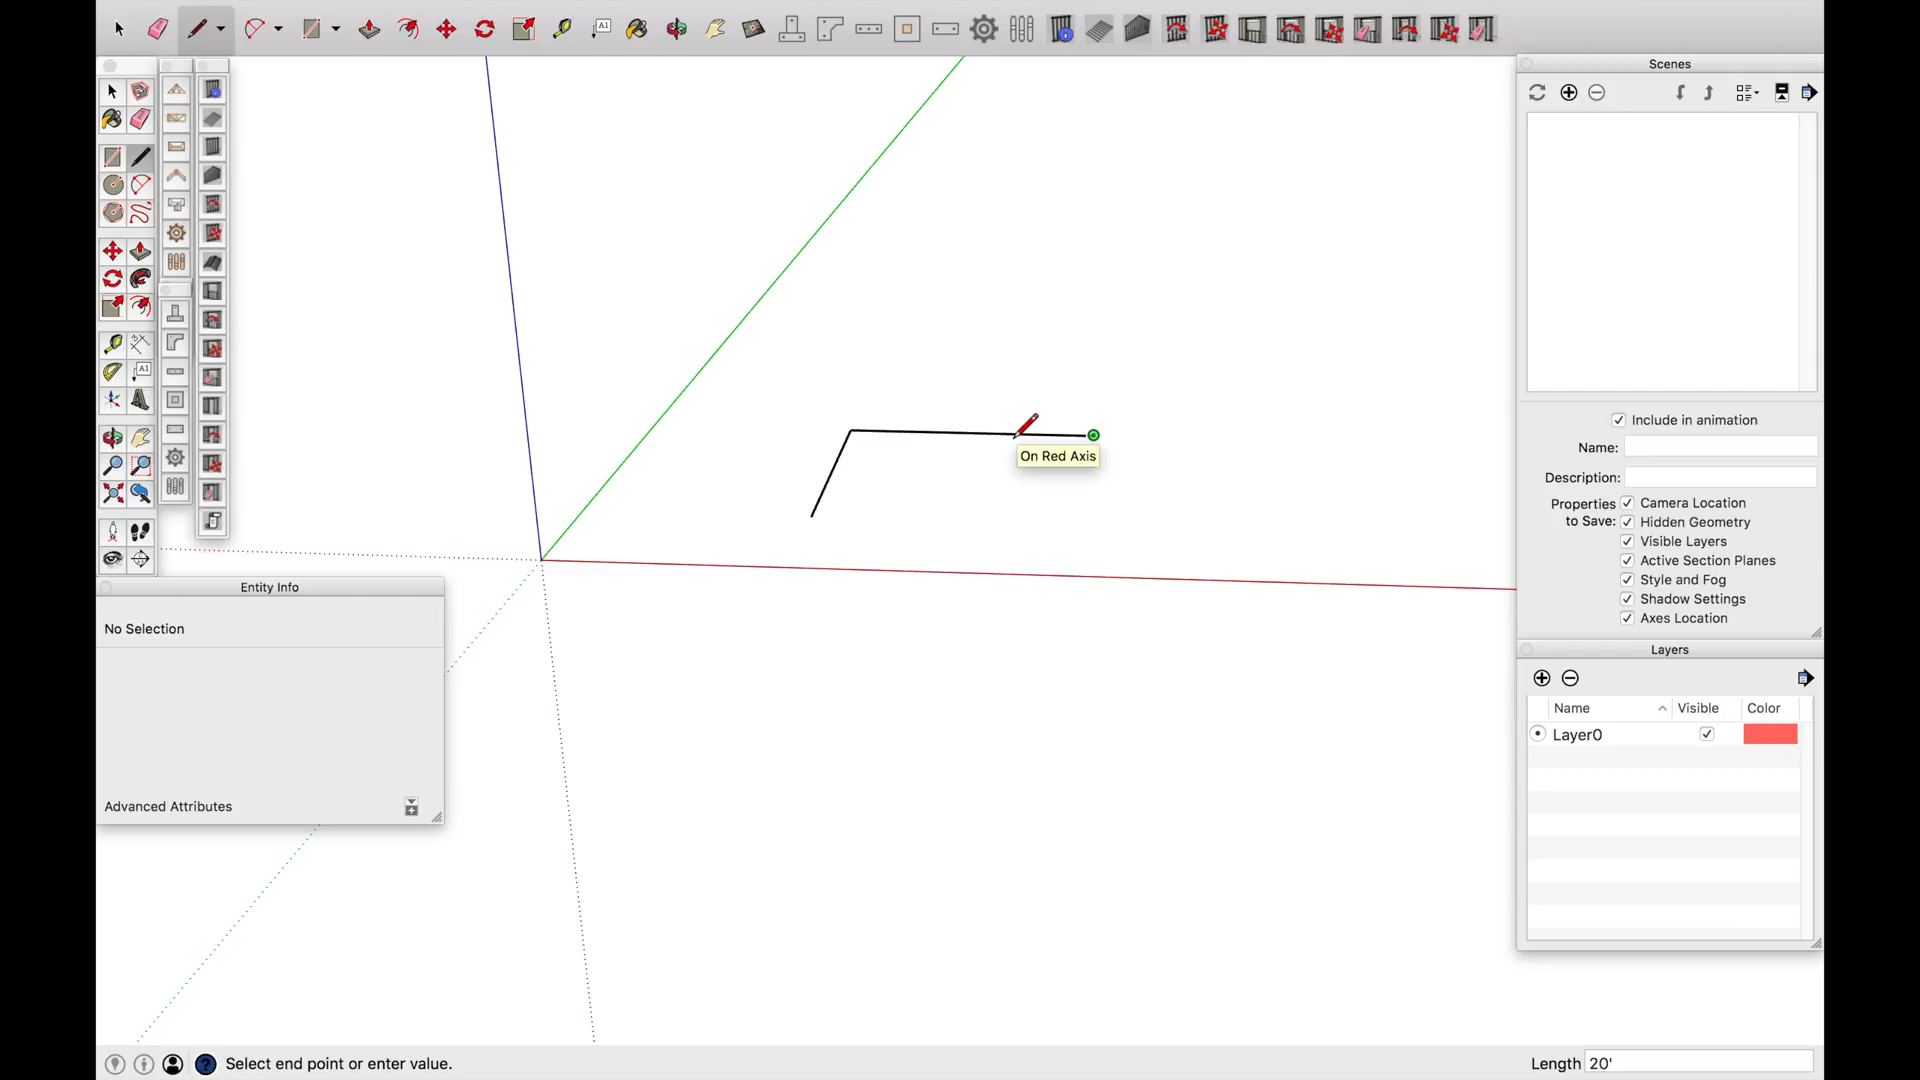 A1
Scenes
A1
Include in animation
Name:
On Red Axis
Description:
Properties
to Save:
Camera Location
Hidden Geometry
Visible Layers
Active Section Planes
Style and Fog
Shadow Settings
Axes Location
Entity Info
No Selection
Advanced Attributes
Layers
Name Visible Color
Layer0
Select end point or enter value.
Length 20'